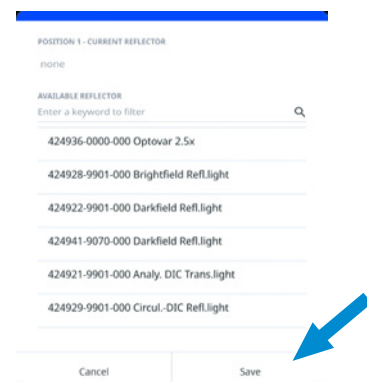 POSITION 1 - CURRENT REFLECTOR
none
AVAILABLE REFLECTOR
Enter a keyword to filter
424936-0000-000 Optovar 2.5x
424928-9901-000 Brightfield Refl.light
424922-9901-000 Darkfield Refl.light
424941-9070-000 Darkfield Refl.light
424921-9901-000 Analy. DIC Trans.light
424929-9901-000 Circul.-DIC Refl.light
Cancel Save